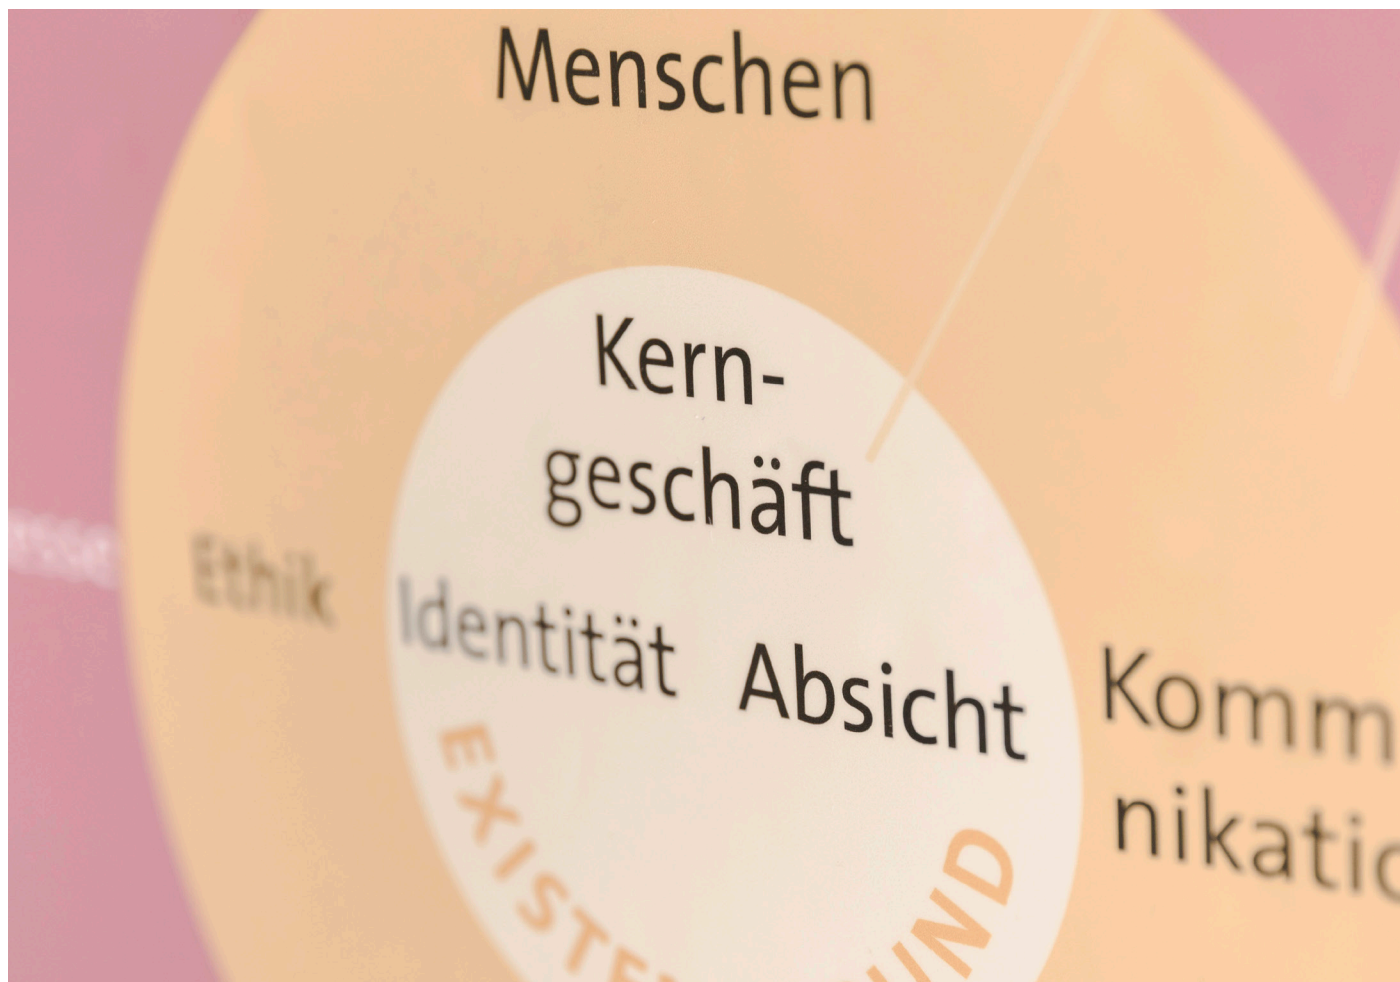 Menschen
Kern-
geschäft
Ethik
Identität Absicht
Komm
nikatio
EXISTE
UND